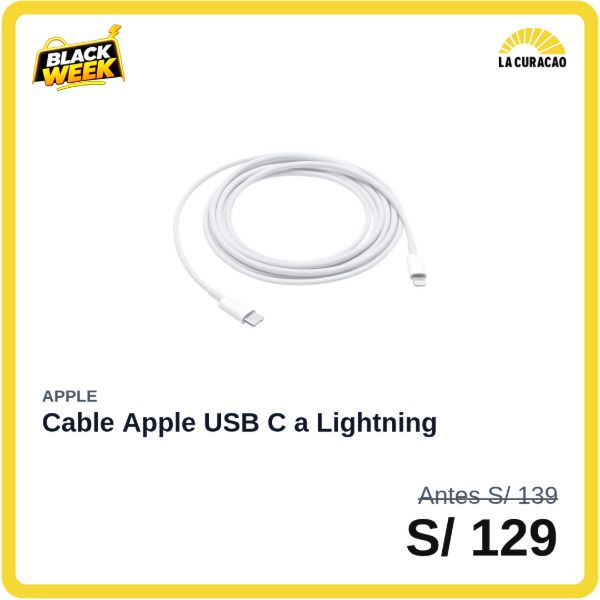 BLACK
WEEK
LA CURACAO
APPLE
Cable Apple USB C a Lightning
Antes S/ 139
S/ 129